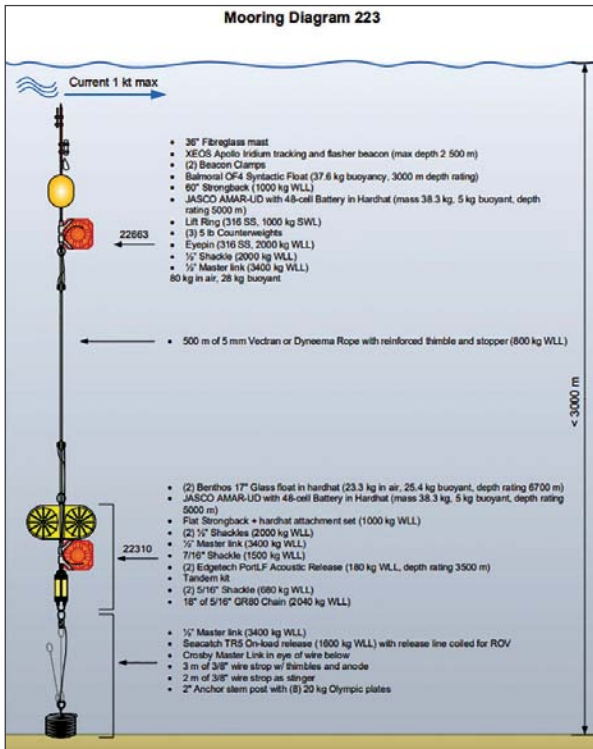 Mooring Diagram 223
Current 1 kt max
• 36" Fibreglass mast
• XEOS Apollo Iridium tracking and flasher beacon (max depth 2 500 m)
• (2) Beacon Clamps
• Balmoral OF4 Syntactic Float (37.6 kg buoyancy, 3000 m depth rating)
• 60" Strongback (1000 kg WLL)
• JASCO AMAR-UD with 48-cell Battery in Hardhat (mass 38.3 kg, 5 kg buoyant, depth
rating 5000 m)
• Lift Ring (316 SS, 1000 kg SWL)
• (3) 5 lb Counterweights
• Eyepin (316 SS, 2000 kg WLL)
• ½" Shackle (2000 kg WLL)
• ½" Master link (3400 kg WLL)
80 kg in air, 28 kg buoyant
22663
• 500 m of 5 mm Vectran or Dyneema Rope with reinforced thimble and stopper (800 kg WLL)
< 3000 m
• (2) Benthos 17" Glass float in hardhat (23.3 kg in air, 25.4 kg buoyant, depth rating 6700 m)
• JASCO AMAR-UD with 48-cell Battery in Hardhat (mass 38.3 kg, 5 kg buoyant, depth rating
5000 m)
• Flat Strongback + hardhat attachment set (1000 kg WLL)
• (2) ½" Shackles (2000 kg WLL)
• ½" Master link (3400 kg WLL)
• 7/16" Shackle (1500 kg WLL)
• (2) Edgetech PortLF Acoustic Release (180 kg WLL, depth rating 3500 m)
• Tandem kit
• (2) 5/16" Shackle (680 kg WLL)
• 18" of 5/16" GR80 Chain (2040 kg WLL)
22310
• ½" Master link (3400 kg WLL)
• Seacatch TR5 On-load release (1600 kg WLL) with release line coiled for ROV
• Crosby Master Link in eye of wire below
• 3 m of 3/8" wire strop w/ thimbles and anode
• 2 m of 3/8" wire strop as stinger
• 2" Anchor stem post with (8) 20 kg Olympic plates